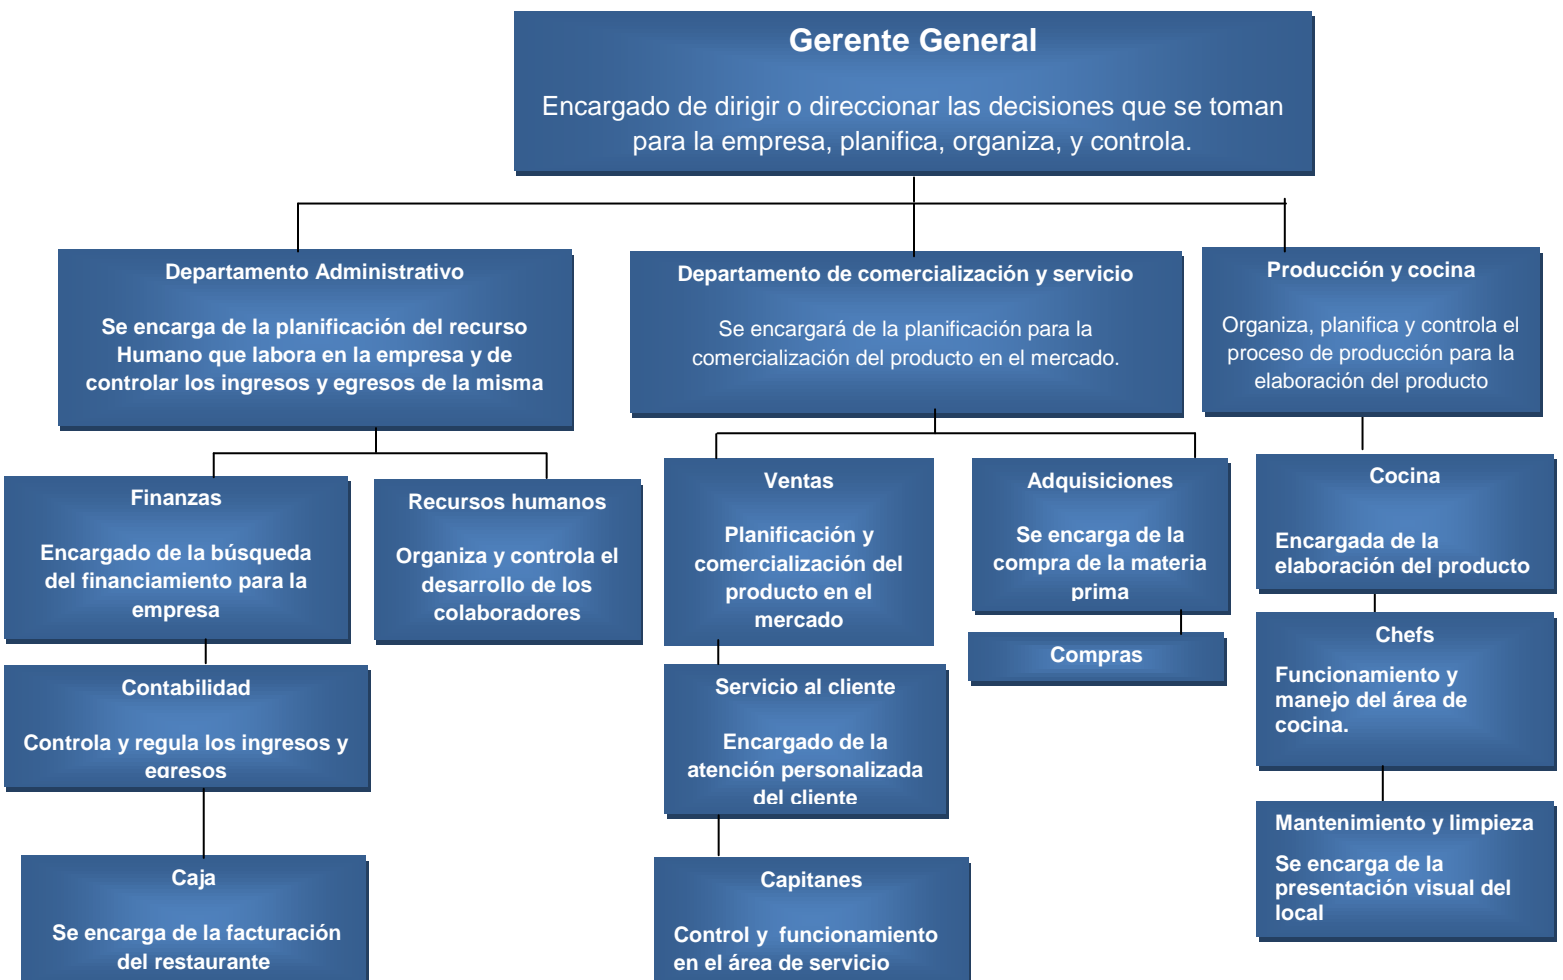 Gerente General
Encargado de dirigir o direccionar las decisiones que se toman
para la empresa, planifica, organiza, y controla.
Departamento Administrativo
Se encarga de la planificación del recurso
Humano que labora en la empresa y de
controlar los ingresos y egresos de la misma
Departamento de comercialización y servicio
Se encargará de la planificación para la
comercialización del producto en el mercado.
Producción y cocina
Organiza, planifica y controla el
proceso de producción para la
elaboración del producto
Finanzas
Encargado de la búsqueda
del financiamiento para la
empresa
Recursos humanos
Organiza y controla el
desarrollo de los
colaboradores
Ventas
Planificación y
comercialización del
producto en el
mercado
Adquisiciones
Se encarga de la
compra de la materia
prima
Cocina
Encargada de la
elaboración del producto
Contabilidad
Controla y regula los ingresos y
egresos
Servicio al cliente
Encargado de la
atención personalizada
del cliente
Compras
Chefs
Funcionamiento y
manejo del área de
cocina.
Caja
Se encarga de la facturación
del restaurante
Capitanes
Control y  funcionamiento
en el área de servicio
Mantenimiento y limpieza
Se encarga de la
presentación visual del
local